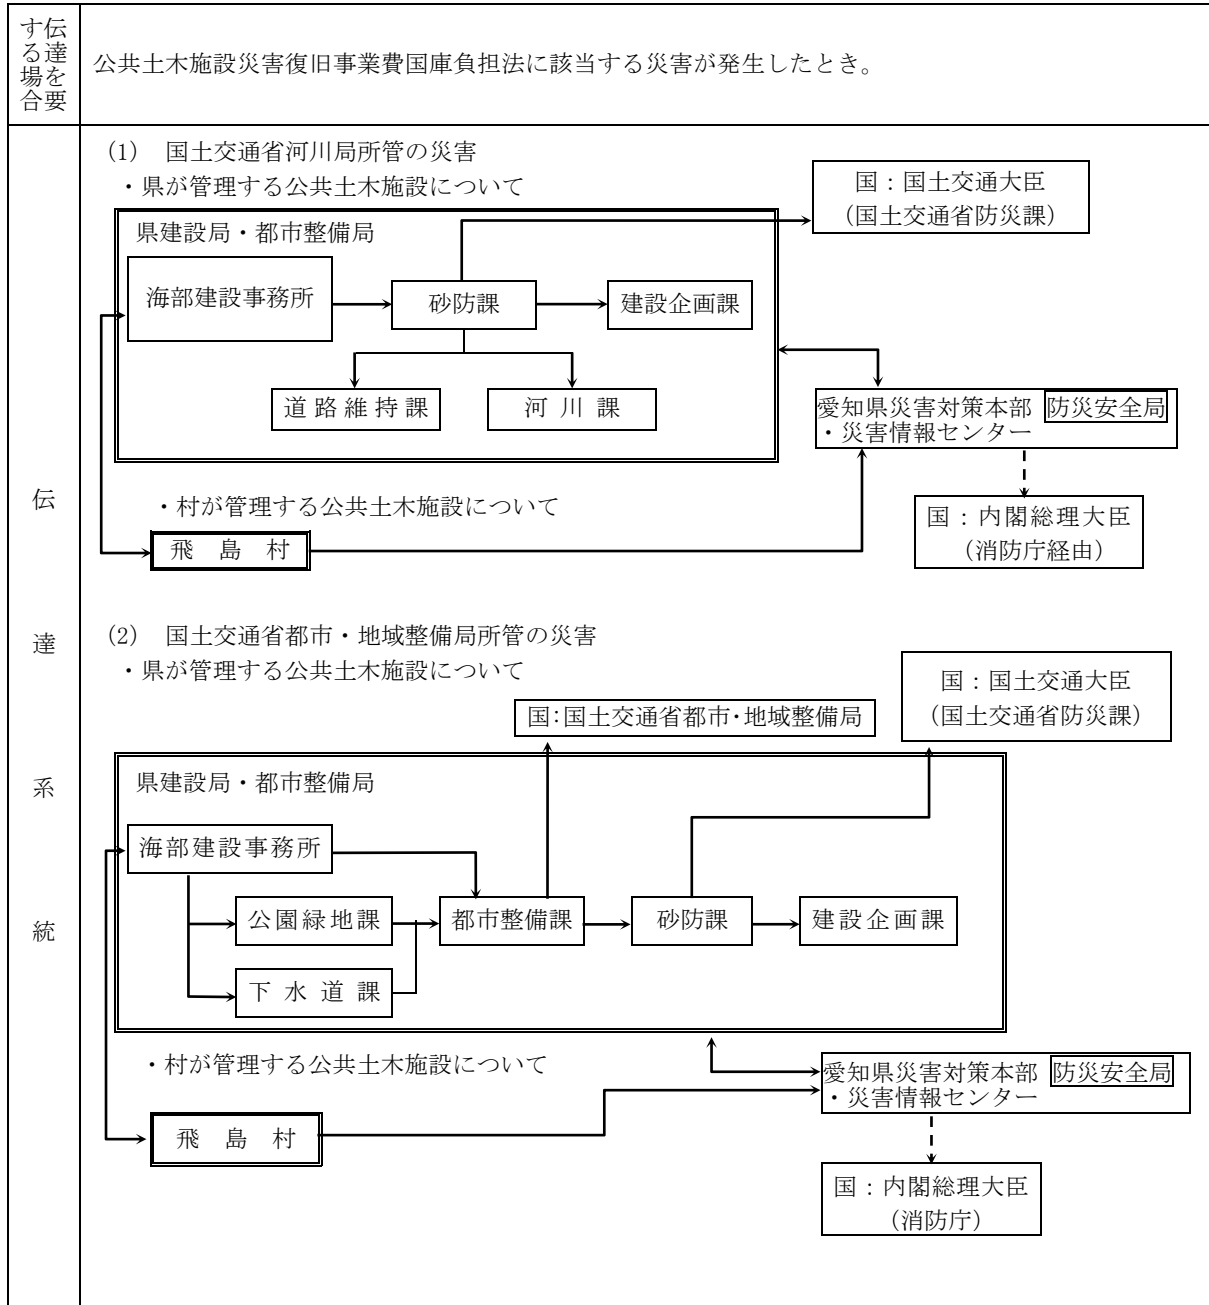 伝達を要する場合
公共土木施設災害復旧事業費国庫負担法に該当する災害が発生したとき。
伝達系統
(1) 国土交通省河川局所管の災害
・県が管理する公共土木施設について
国：国土交通大臣
（国土交通省防災課）
県建設局・都市整備局
海部建設事務所
砂防課
建設企画課
道路維持課
河川課
愛知県災害対策本部 防災安全局
・災害情報センター
・村が管理する公共土木施設について
飛島村
国：内閣総理大臣
（消防庁経由）
(2) 国土交通省都市・地域整備局所管の災害
・県が管理する公共土木施設について
国：国土交通大臣
（国土交通省防災課）
国：国土交通省都市・地域整備局
県建設局・都市整備局
海部建設事務所
公園緑地課
都市整備課
砂防課
建設企画課
下水道課
・村が管理する公共土木施設について
愛知県災害対策本部 防災安全局
・災害情報センター
飛島村
国：内閣総理大臣
（消防庁）